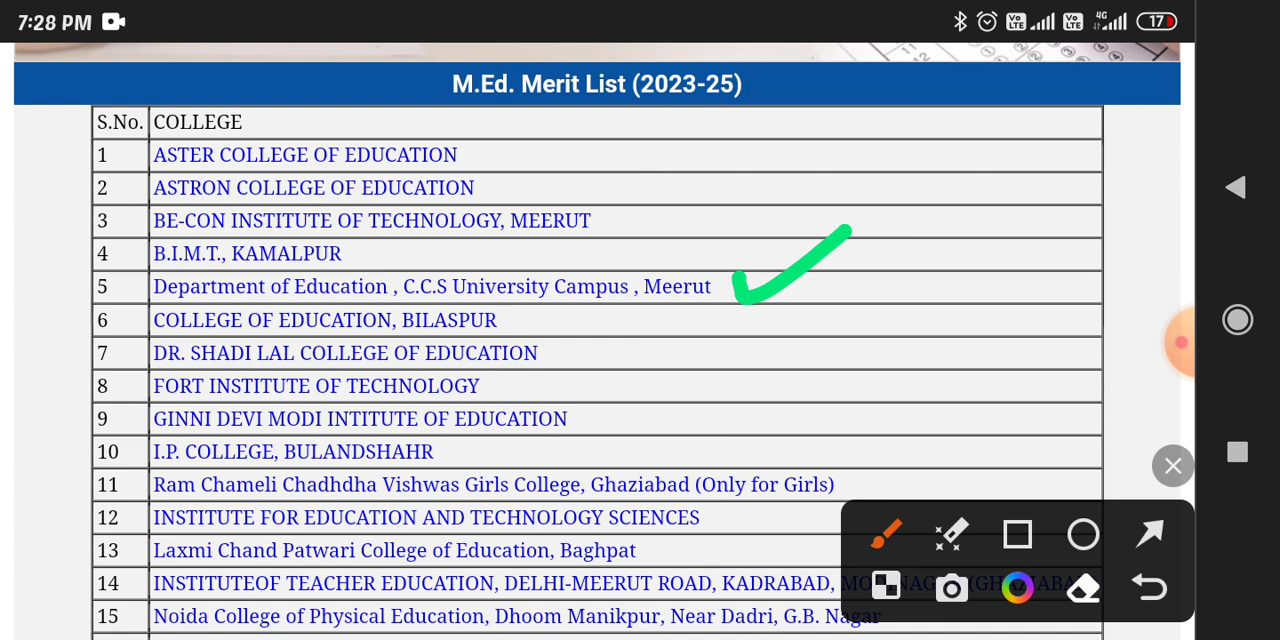 7:28 PM
Vo LTE Vo LTE 4G 17
M.Ed. Merit List (2023-25)
S.No. COLLEGE
1 ASTER COLLEGE OF EDUCATION
2 ASTRON COLLEGE OF EDUCATION
3 BE-CON INSTITUTE OF TECHNOLOGY, MEERUT
4 B.I.M.T., KAMALPUR
5 Department of Education , C.C.S University Campus , Meerut
6 COLLEGE OF EDUCATION, BILASPUR
7 DR. SHADI LAL COLLEGE OF EDUCATION
8 FORT INSTITUTE OF TECHNOLOGY
9 GINNI DEVI MODI INTITUTE OF EDUCATION
10 I.P. COLLEGE, BULANDSHAHR
11 Ram Chameli Chadhdha Vishwas Girls College, Ghaziabad (Only for Girls)
12 INSTITUTE FOR EDUCATION AND TECHNOLOGY SCIENCES
13 Laxmi Chand Patwari College of Education, Baghpat
14 INSTITUTEOF TEACHER EDUCATION, DELHI-MEERUT ROAD, KADRABAD,
15 Noida College of Physical Education, Dhoom Manikpur, Near Dadri, G.B. Nagar